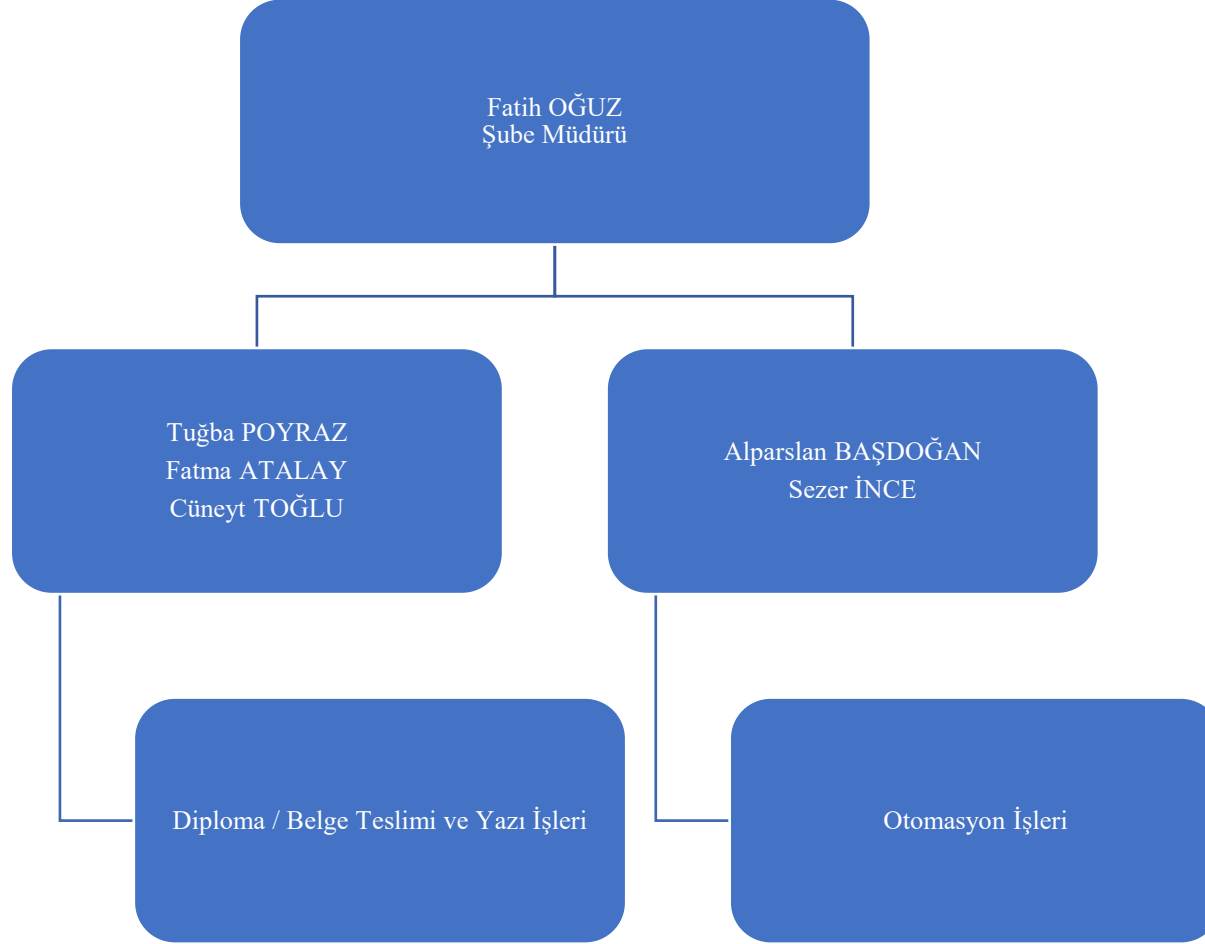 Fatih OĞUZ
Şube Müdürü
Tuğba POYRAZ
Fatma ATALAY
Cüneyt TOĞLU
Alparslan BAŞDOĞAN
Sezer İNCE
Diploma / Belge Teslimi ve Yazı İşleri
Otomasyon İşleri